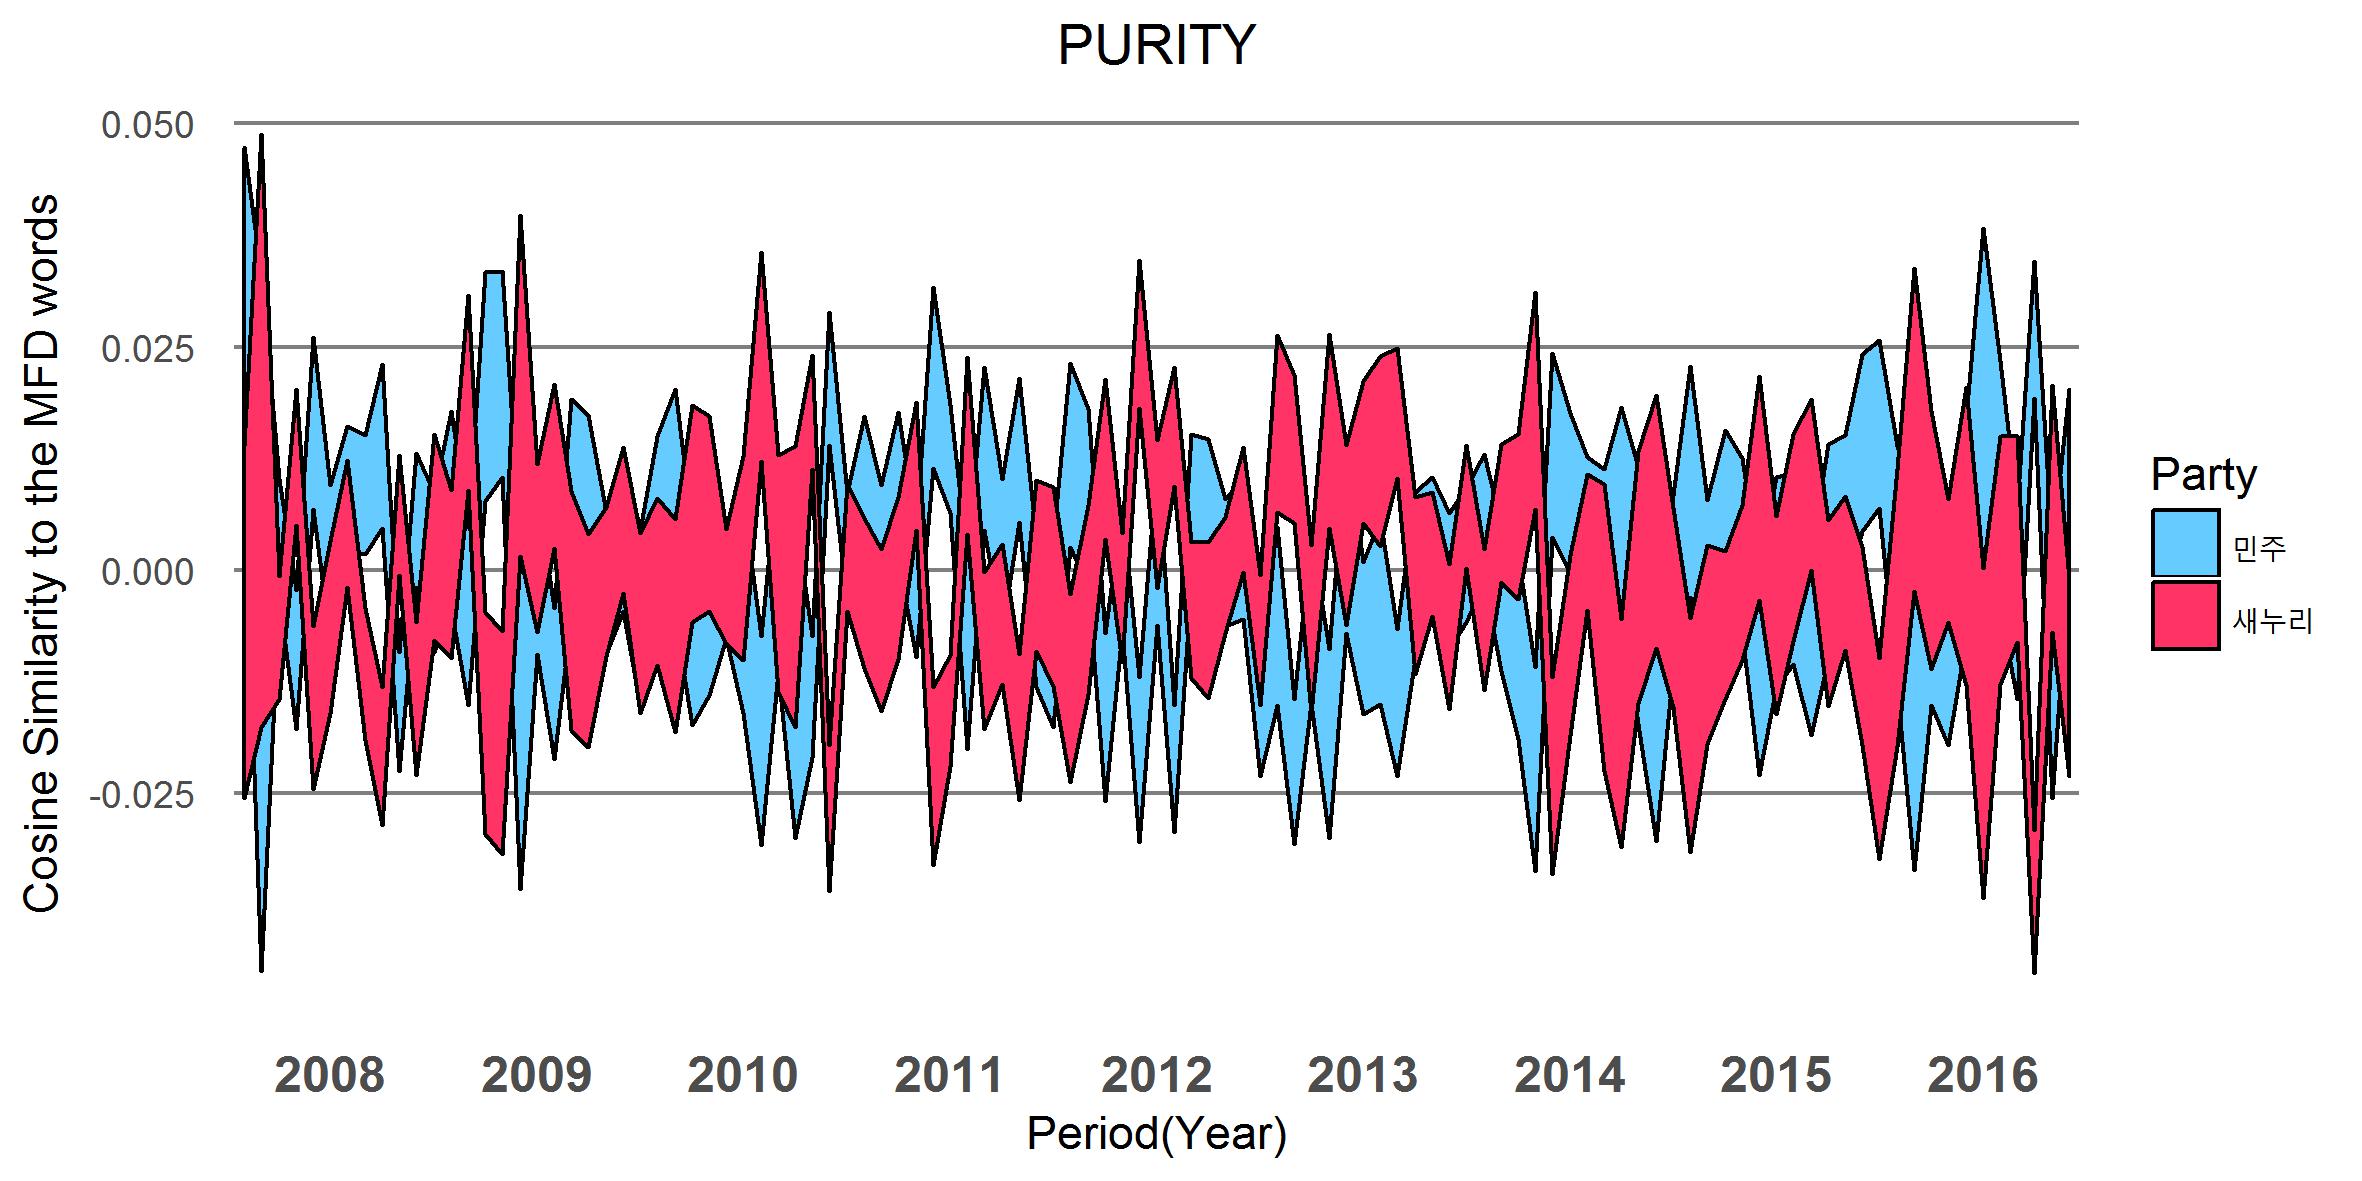 PURITY
Cosine Similarity to the MFD words
0.050
0.025
0.000
-0.025
2008 2009 2010 2011 2012 2013 2014 2015 2016
Period(Year)
Party
민주
새누리